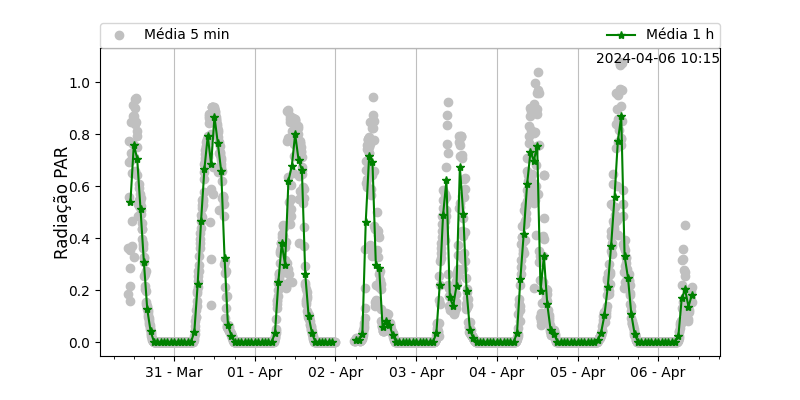 Média 5 min
Média 1 h
2024-04-06 10:15
Radiação PAR
1.0
0.8
0.6
0.4
0.2
0.0
31 - Mar
01 - Apr
02 - Apr
03 - Apr
04 - Apr
05 - Apr
06 - Apr